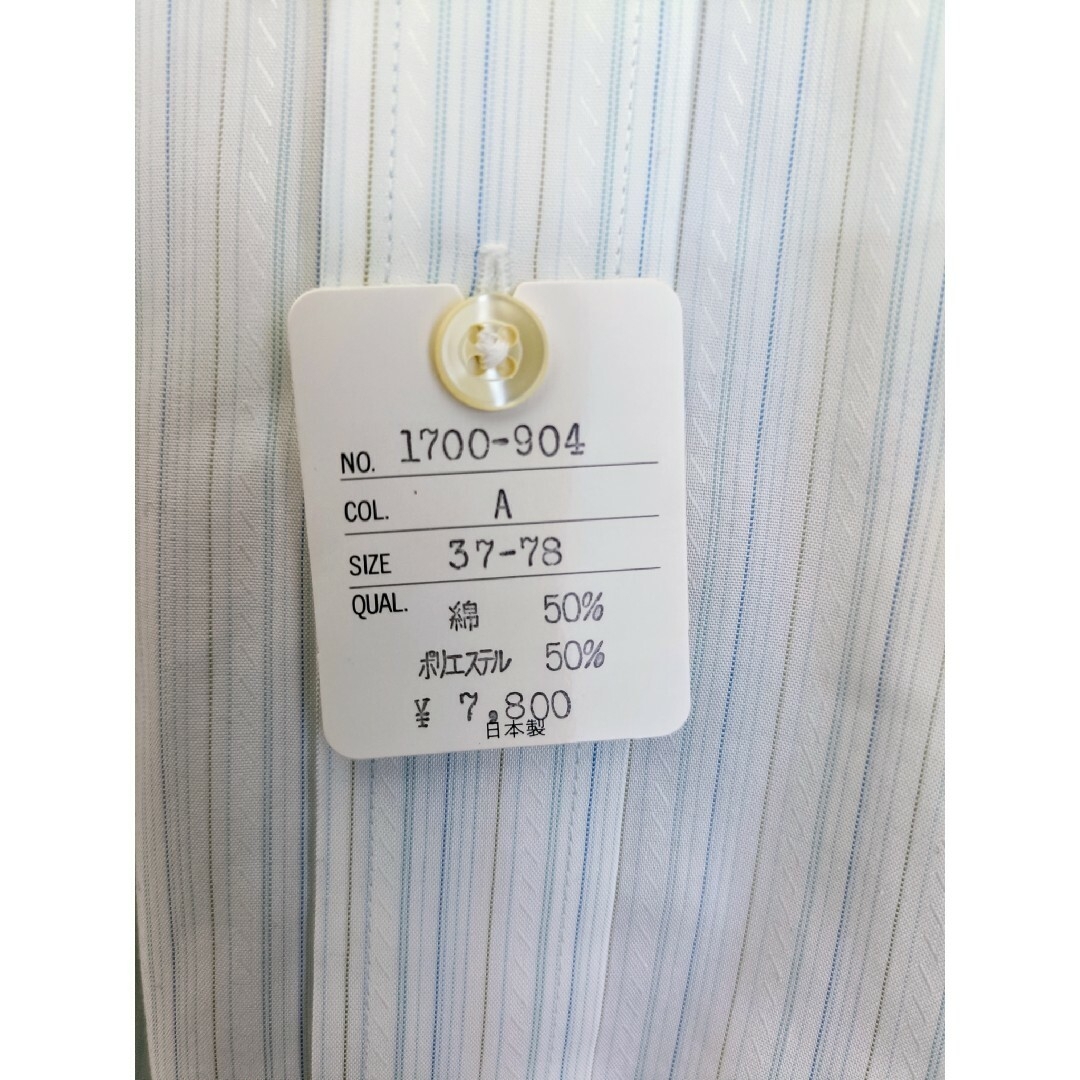 NO. 1700-904
COL. A
SIZE 37-78
QUAL. 綿 50%
ポリエステル 50%
¥ 7,800
日本製